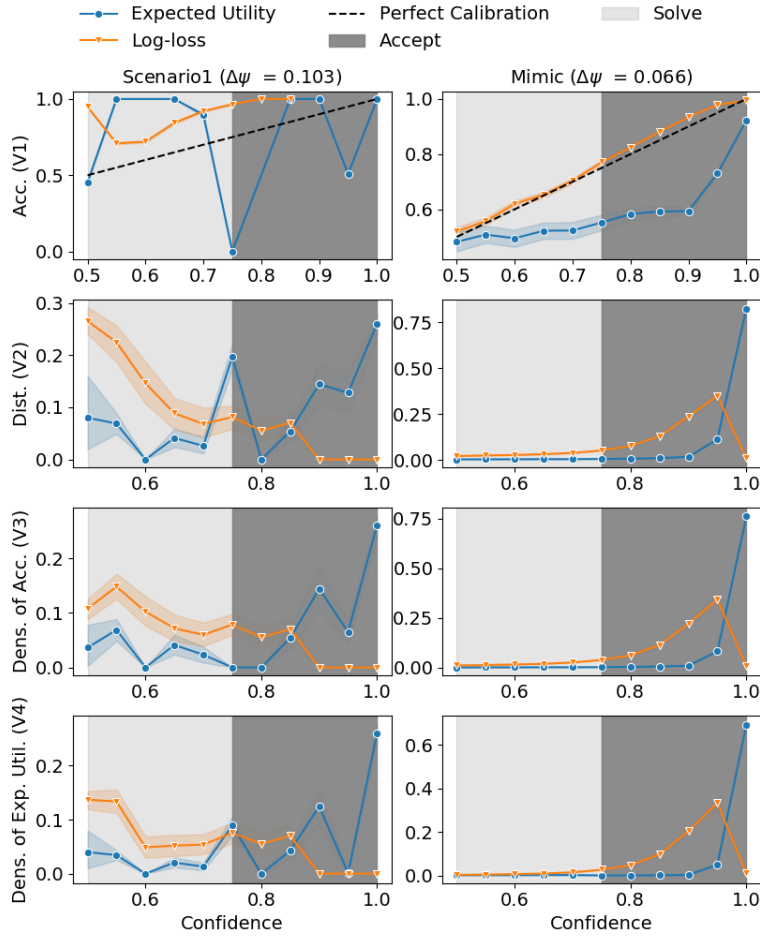 Expected Utility Perfect Calibration Solve
Log-loss Accept
Scenario1 (Δψ = 0.103) Mimic (Δψ = 0.066)
Acc. (V1)
1.0
0.5
0.0
0.5 0.6 0.7 0.8 0.9 1.0
1.0
0.8
0.6
0.5 0.6 0.7 0.8 0.9 1.0
Dist. (V2)
0.3
0.2
0.1
0.0
0.6 0.8 1.0
0.75
0.50
0.25
0.00
0.6 0.8 1.0
Dens. of Acc. (V3)
0.2
0.1
0.0
0.6 0.8 1.0
0.75
0.50
0.25
0.00
0.6 0.8 1.0
Dens. of Exp. Util. (V4)
0.2
0.1
0.0
0.6 0.8 1.0
Confidence
0.6
0.4
0.2
0.0
0.6 0.8 1.0
Confidence